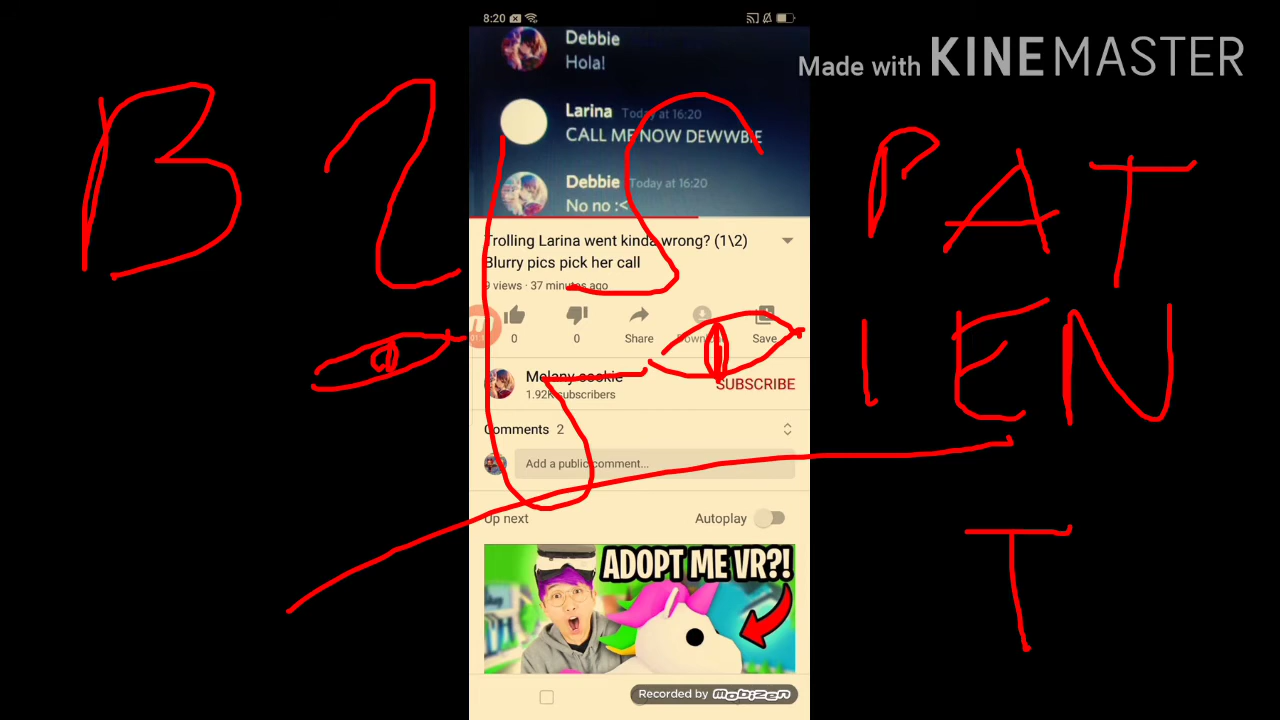 8:20
Made with KINEMASTER
Debbie
Hola!
Larina Today at 16:20
CALL ME NOW DEWWBIE
Debbie Today at 16:20
No no :<
Trolling Larina went kinda wrong? (1\2)
Blurry pics pick her call
9 views · 37 minutes ago
0 0 Share Download Save
Melany cookie
1.92K subscribers
SUBSCRIBE
Comments 2
Add a public comment...
Up next Autoplay
ADOPT ME VR?!
Recorded by MOBIZEN
B
PAT
IEN
T